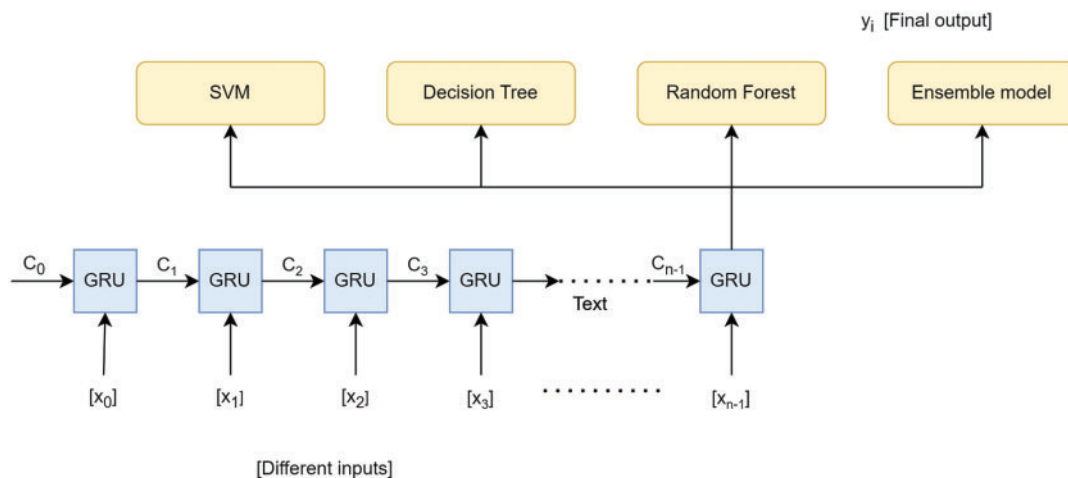 yᵢ [Final output]
SVM Decision Tree Random Forest Ensemble model
C₀ GRU C₁ GRU C₂ GRU C₃ GRU Cₙ₋₁ GRU
Text
[x₀] [x₁] [x₂] [x₃] [xₙ₋₁]
[Different inputs]